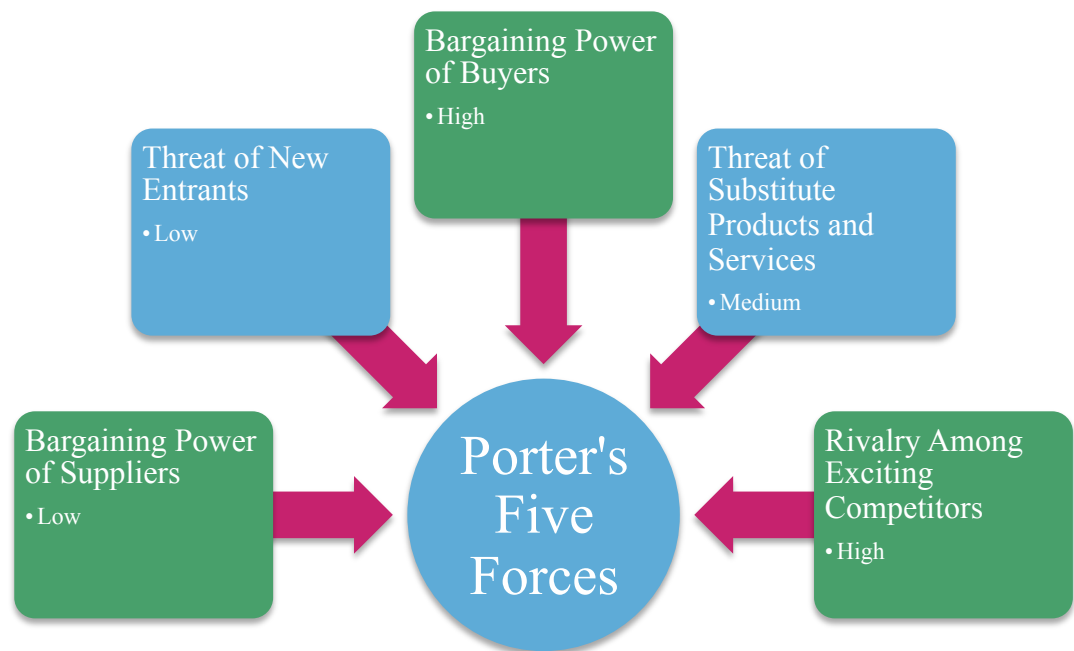 Bargaining Power
of Suppliers
• Low
Threat of New
Entrants
• Low
Bargaining Power
of Buyers
• High
Threat of
Substitute
Products and
Services
• Medium
Rivalry Among
Exciting
Competitors
• High
Porter's
Five
Forces